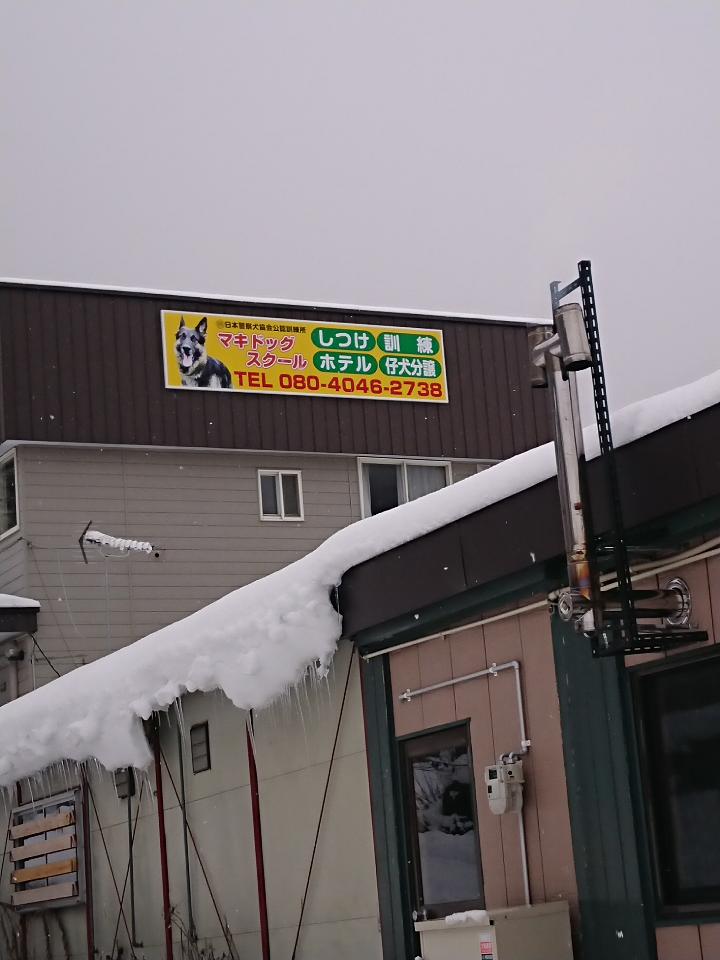 日本警察犬協会公認訓練所
マキドッグ
スクール
しつけ 訓練
ホテル 仔犬分譲
TEL 080-4046-2738